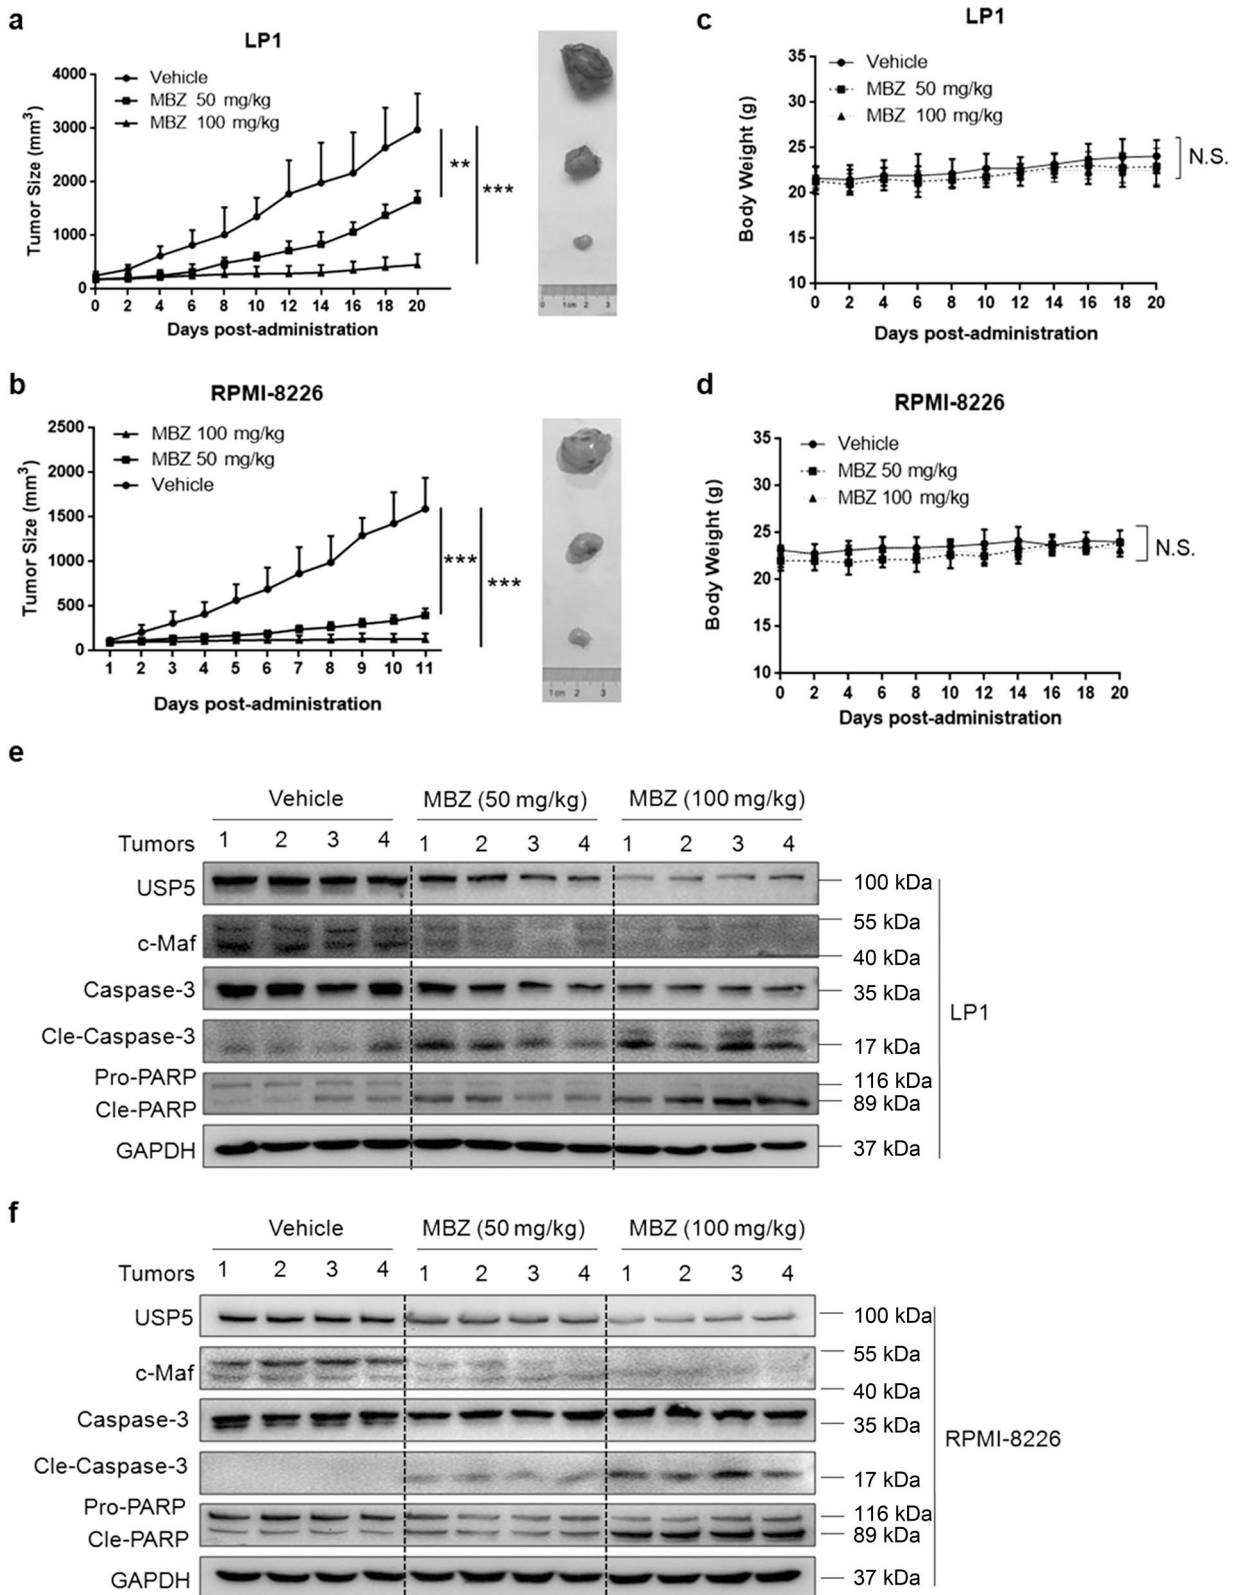 a
LP1
4000
3000
2000
1000
0
Tumor Size (mm3)
Vehicle
MBZ 50 mg/kg
MBZ 100 mg/kg
**
***
0 2 4 6 8 10 12 14 16 18 20
Days post-administration
0 1cm 2 3
c
LP1
35
30
25
20
15
10
Body Weight (g)
Vehicle
MBZ 50 mg/kg
MBZ 100 mg/kg
N.S.
0 2 4 6 8 10 12 14 16 18 20
Days post-administration
b
RPMI-8226
2500
2000
1500
1000
500
0
Tumor Size (mm3)
MBZ 100 mg/kg
MBZ 50 mg/kg
Vehicle
***
***
1 2 3 4 5 6 7 8 9 10 11
Days post-administration
1cm 2 3
d
RPMI-8226
35
30
25
20
15
10
Body Weight (g)
Vehicle
MBZ 50 mg/kg
MBZ 100 mg/kg
N.S.
0 2 4 6 8 10 12 14 16 18 20
Days post-administration
e
Vehicle MBZ (50 mg/kg) MBZ (100 mg/kg)
Tumors 1 2 3 4 1 2 3 4 1 2 3 4
USP5 100 kDa
55 kDa
c-Maf
40 kDa
Caspase-3 35 kDa
Cle-Caspase-3 17 kDa
Pro-PARP 116 kDa
Cle-PARP 89 kDa
GAPDH 37 kDa
LP1
f
Vehicle MBZ (50 mg/kg) MBZ (100 mg/kg)
Tumors 1 2 3 4 1 2 3 4 1 2 3 4
USP5 100 kDa
55 kDa
c-Maf
40 kDa
Caspase-3 35 kDa
Cle-Caspase-3 17 kDa
Pro-PARP 116 kDa
Cle-PARP 89 kDa
GAPDH 37 kDa
RPMI-8226